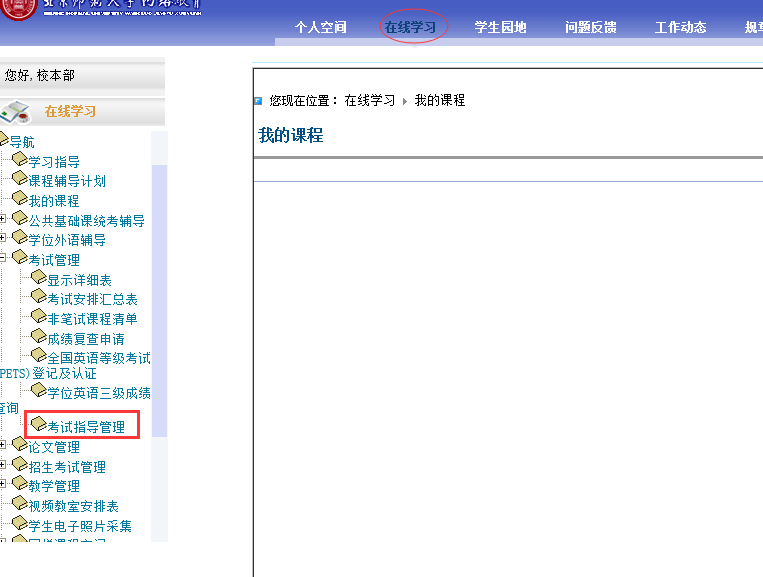 个人空间 在线学习 学生园地 问题反馈 工作动态 规章
您好,校本部
在线学习
导航
学习指导
课程辅导计划
我的课程
公共基础课统考辅导
学位外语辅导
考试管理
显示详细表
考试安排汇总表
非笔试课程清单
成绩复查申请
全国英语等级考试
PETS)登记及认证
学位英语三级成绩
查询
考试指导管理
论文管理
招生考试管理
教学管理
视频教室安排表
学生电子照片采集
您现在位置: 在线学习 我的课程
我的课程